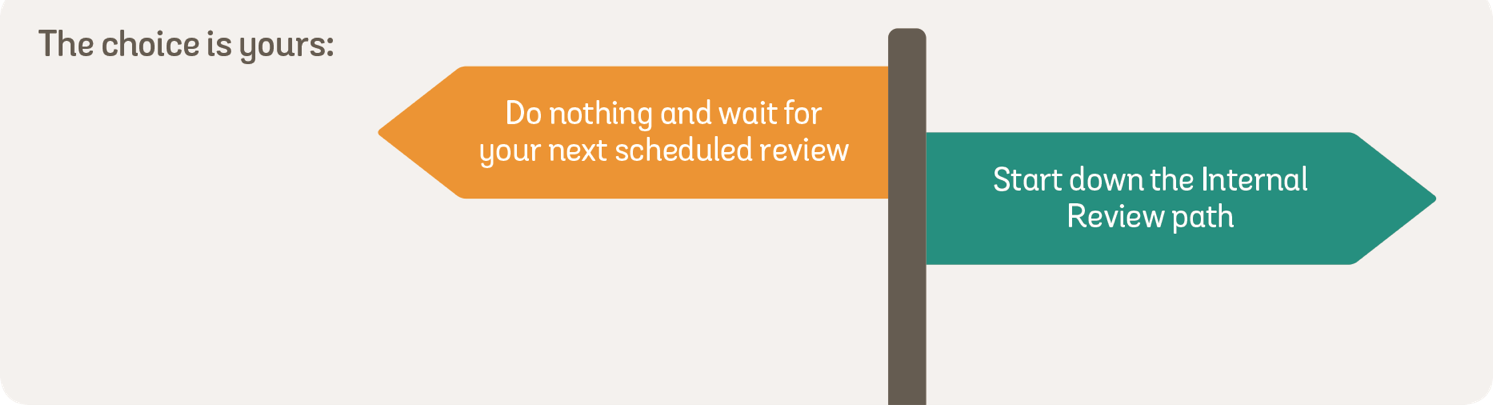 The choice is yours:
Do nothing and wait for
your next scheduled review
Start down the Internal
Review path